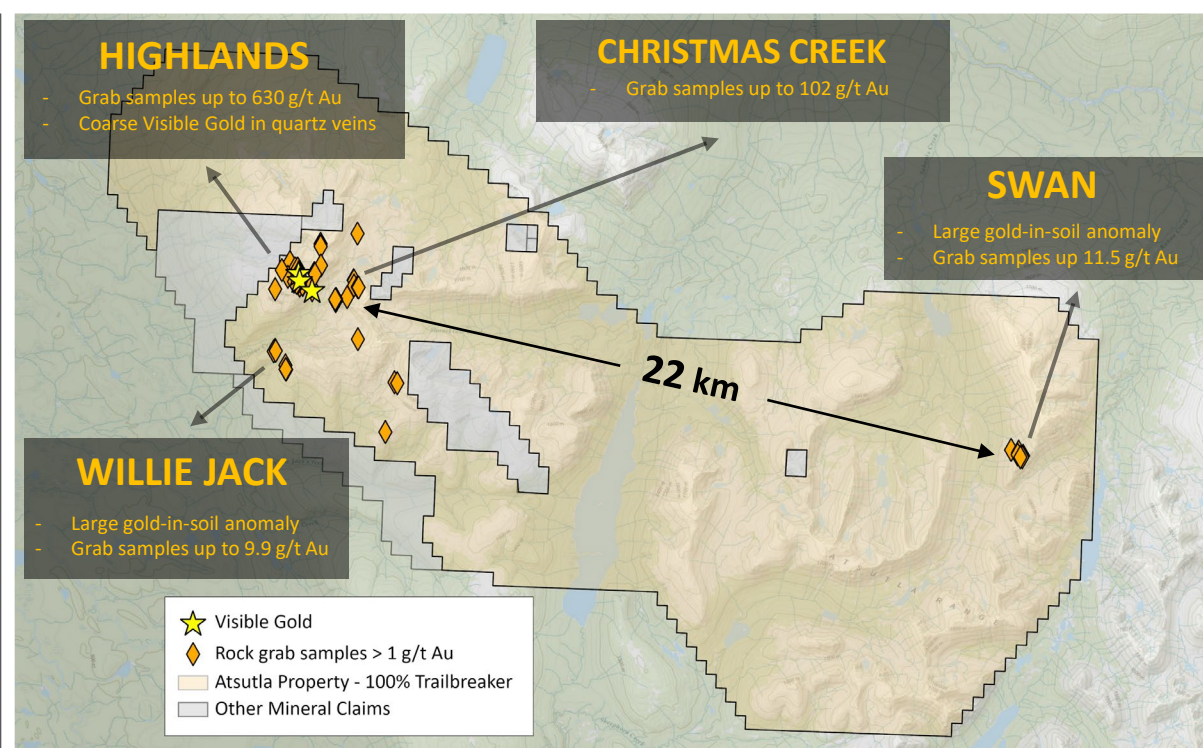 HIGHLANDS
- Grab samples up to 630 g/t Au
- Coarse Visible Gold in quartz veins
CHRISTMAS CREEK
- Grab samples up to 102 g/t Au
SWAN
- Large gold-in-soil anomaly
- Grab samples up 11.5 g/t Au
22 km
WILLIE JACK
- Large gold-in-soil anomaly
- Grab samples up to 9.9 g/t Au
Visible Gold
Rock grab samples > 1 g/t Au
Atsutla Property - 100% Trailbreaker
Other Mineral Claims